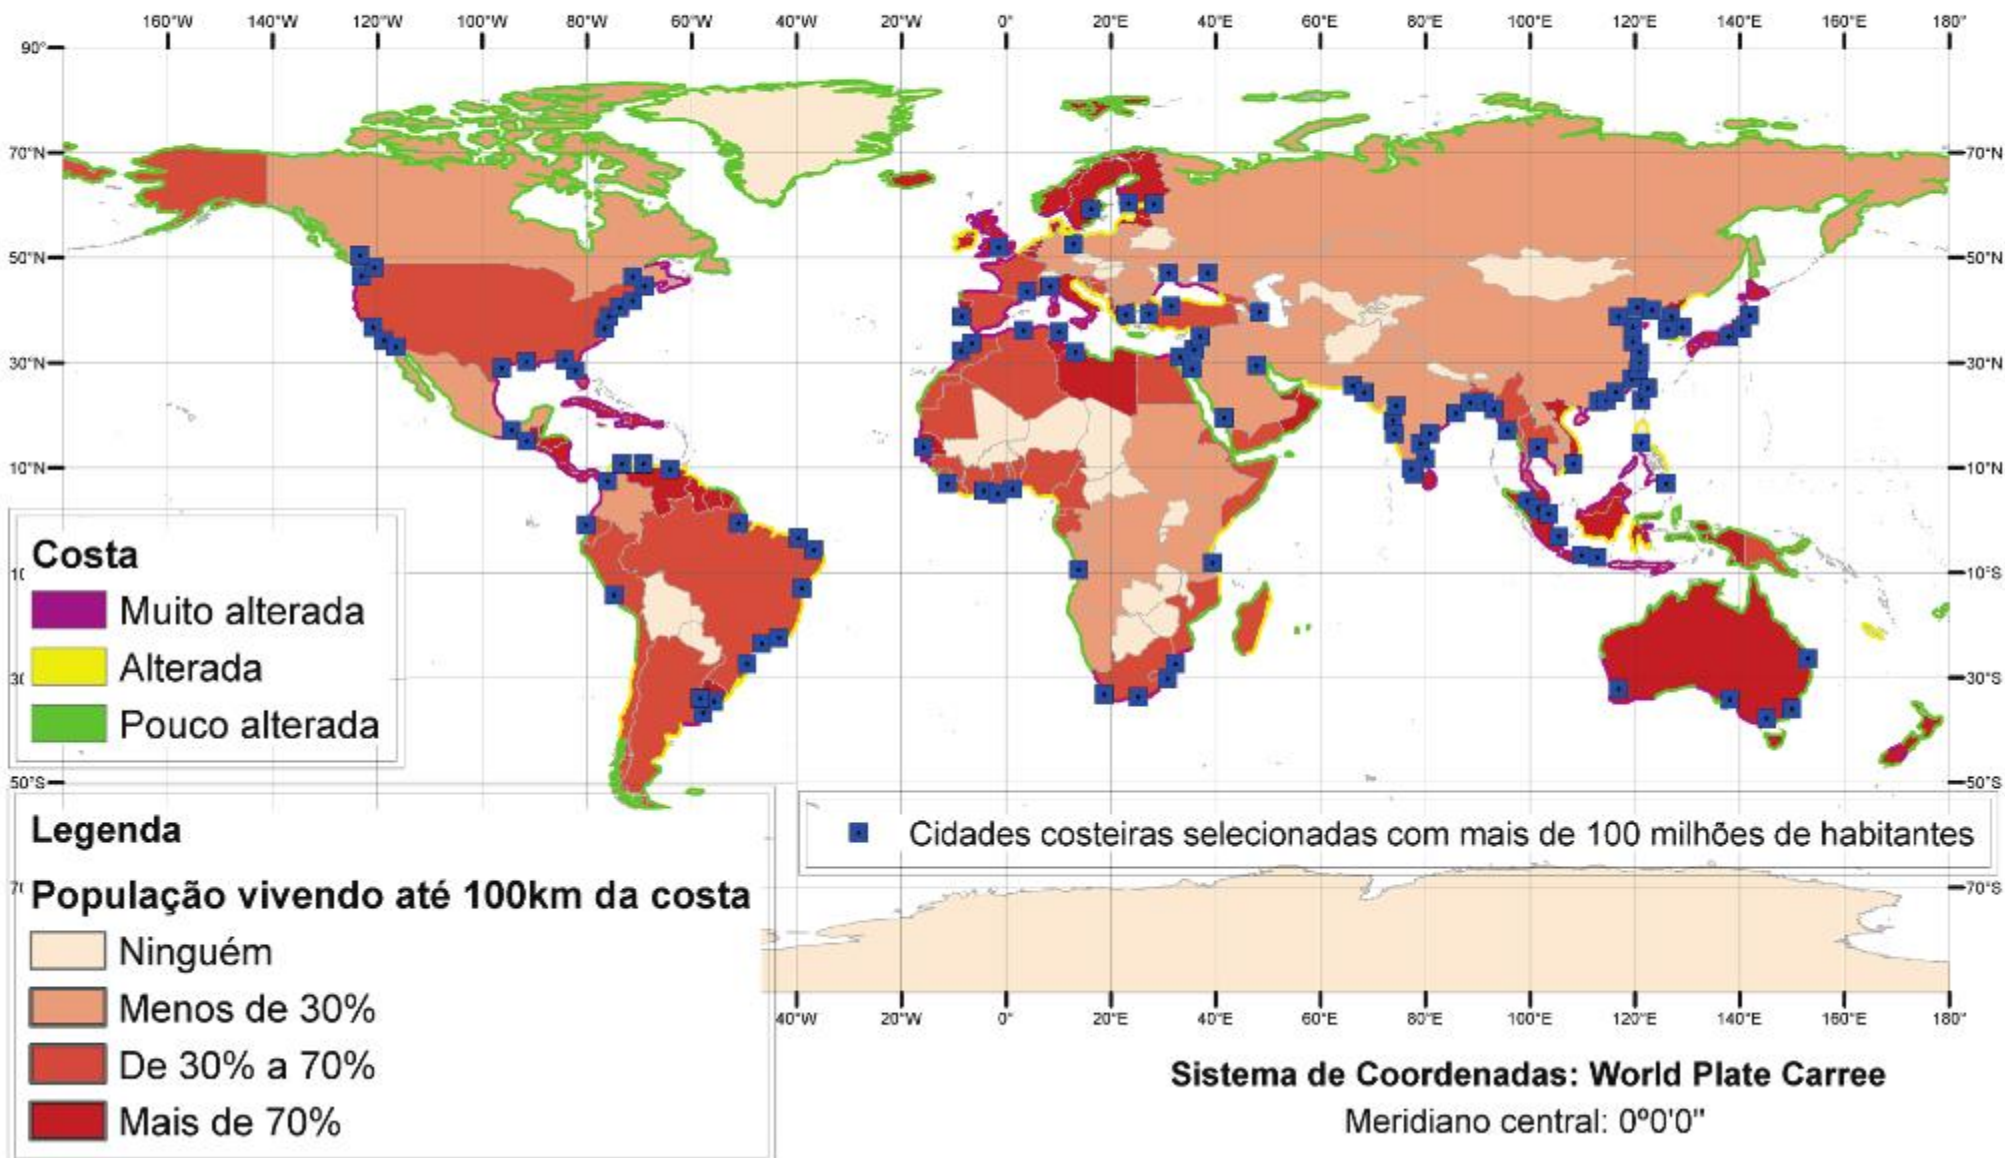 160°W 140°W 120°W 100°W 80°W 60°W 40°W 20°W 0° 20°E 40°E 60°E 80°E 100°E 120°E 140°E 160°E 180°
90°
70°N 70°N
50°N 50°N
30°N 30°N
10°N 10°N
10°S
30°S
50°S 50°S
70°S
Costa
Muito alterada
Alterada
Pouco alterada
Legenda
População vivendo até 100km da costa
Ninguém
Menos de 30%
De 30% a 70%
Mais de 70%
Cidades costeiras selecionadas com mais de 100 milhões de habitantes
40°W 20°W 0° 20°E 40°E 60°E 80°E 100°E 120°E 140°E 160°E 180°
Sistema de Coordenadas: World Plate Carree
Meridiano central: 0º0'0"